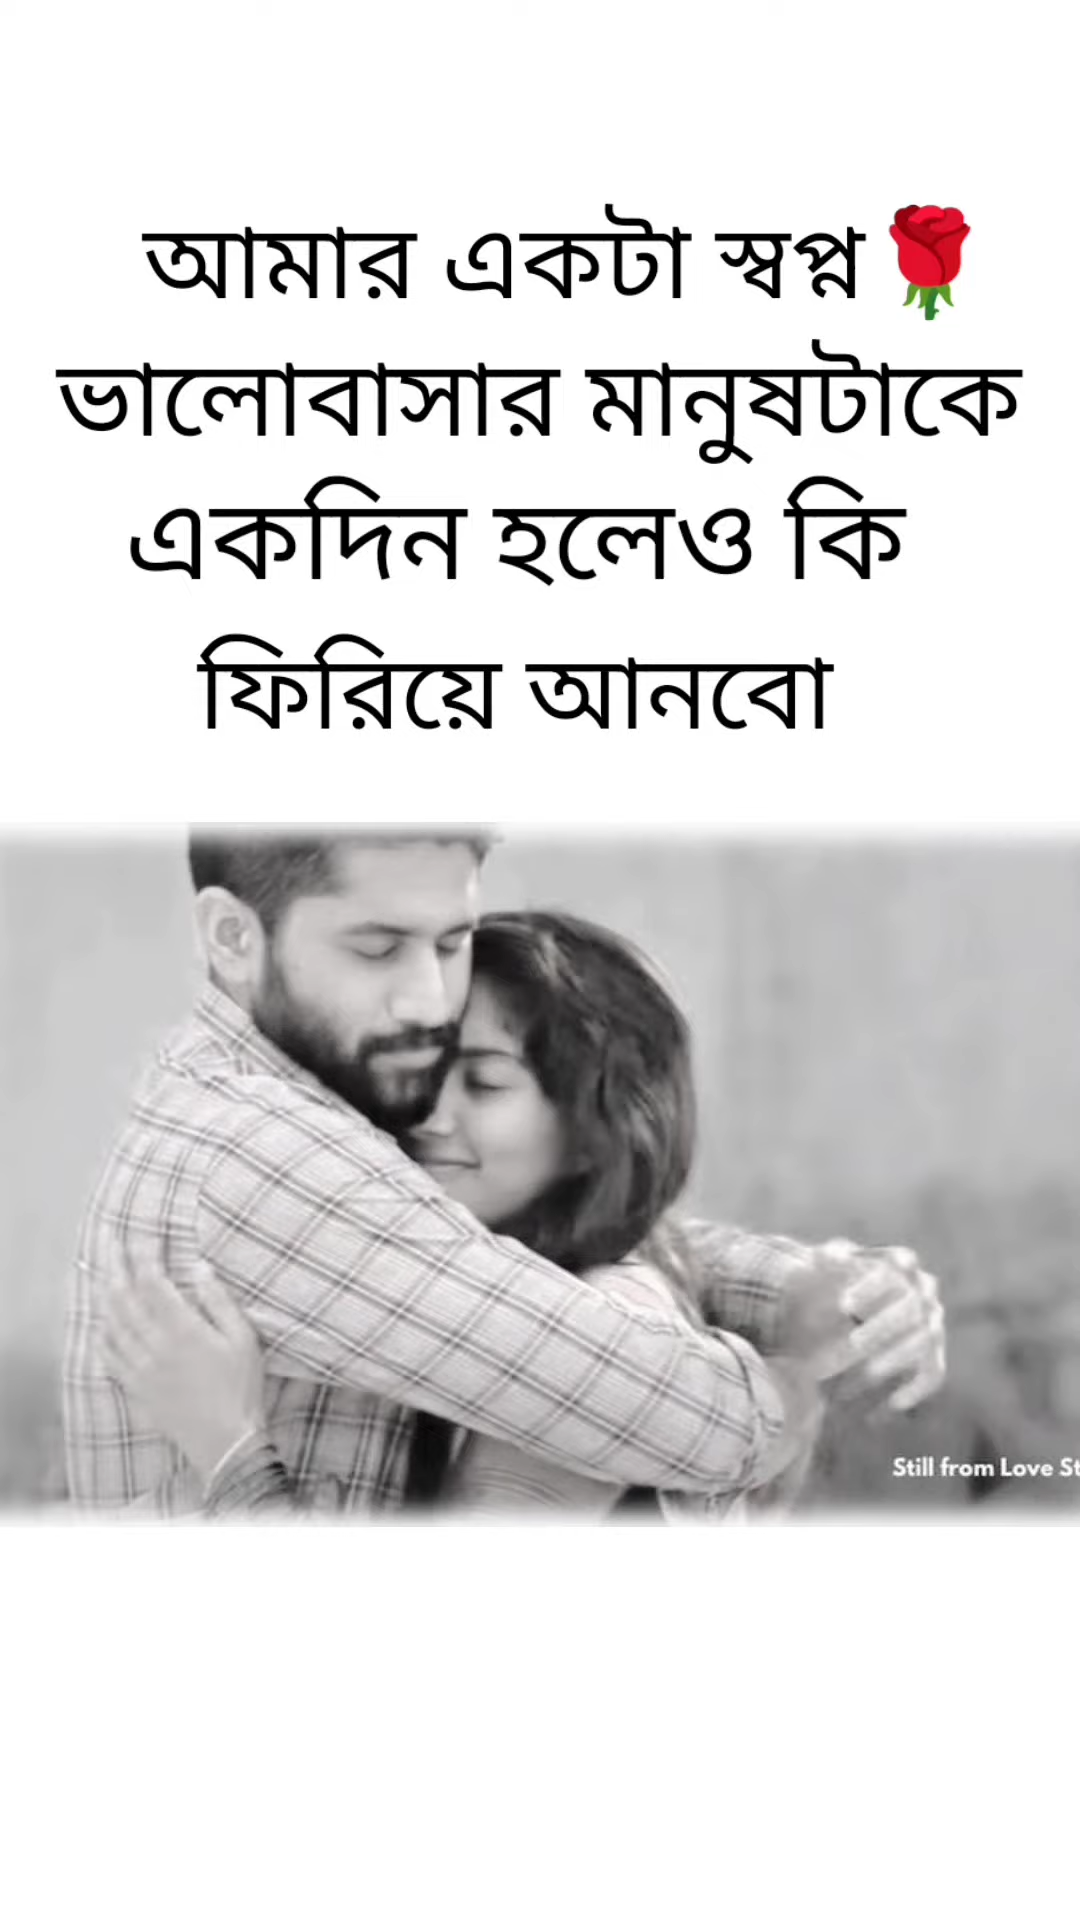 আমার একটা স্বপ্ন🌹
ভালোবাসার মানুষটাকে
একদিন হলেও কি
ফিরিয়ে আনবো
Still from Love St